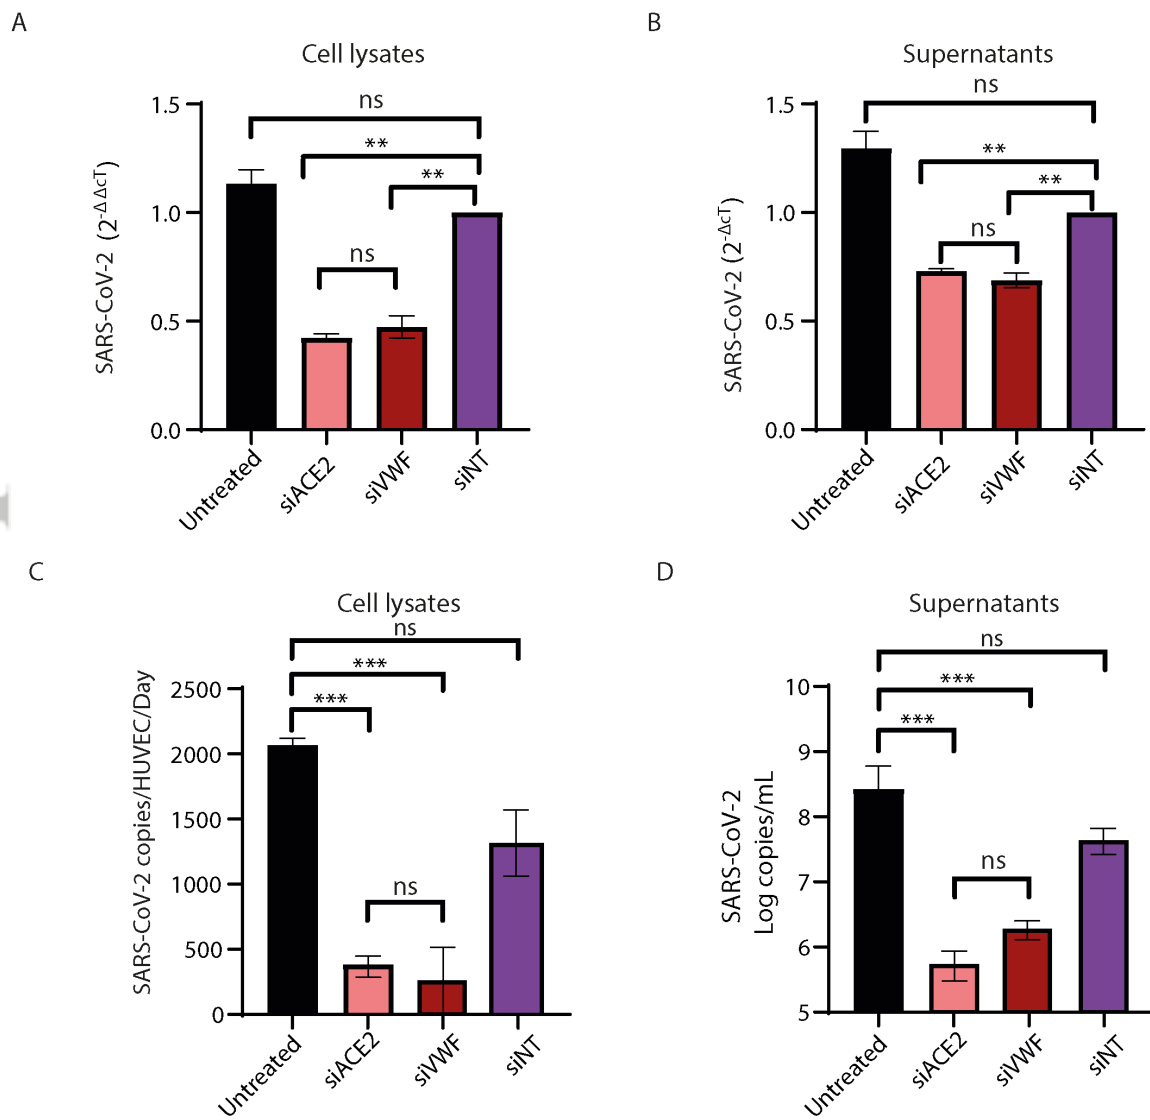 A
Cell lysates
SARS-CoV-2 (2-ΔΔcT)
1.5
1.0
0.5
0.0
ns
**
**
ns
Untreated
siACE2
siVWF
siNT
B
Supernatants
SARS-CoV-2 (2-ΔcT)
1.5
1.0
0.5
0.0
ns
**
**
ns
Untreated
siACE2
siVWF
siNT
C
Cell lysates
SARS-CoV-2 copies/HUVEC/Day
2500
2000
1500
1000
500
0
ns
***
***
ns
Untreated
siACE2
siVWF
siNT
D
Supernatants
SARS-CoV-2
Log copies/mL
10
9
8
7
6
5
ns
***
***
ns
Untreated
siACE2
siVWF
siNT